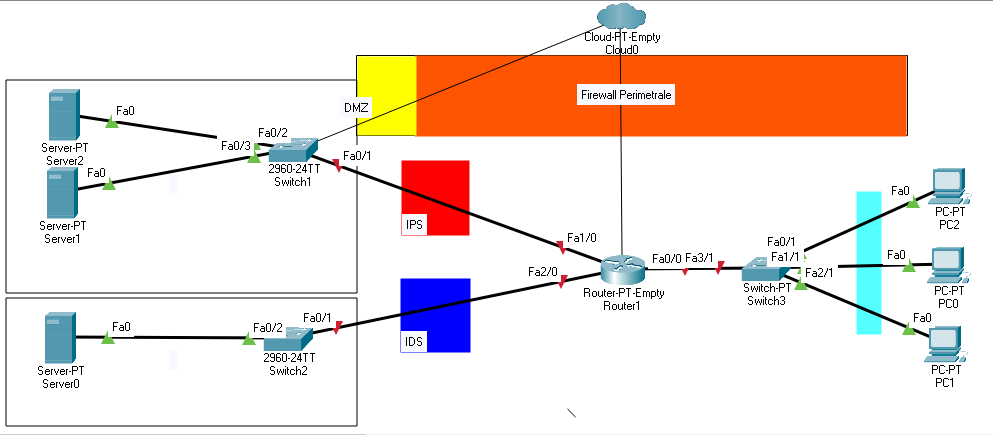 Cloud-PT-Empty
Cloud0
Firewall Perimetrale
DMZ
Fa0
Fa0/2
Fa0/3
Server-PT
Server2
Fa0/1
2960-24TT
Switch1
Fa0
Server-PT
Server1
IPS
Fa1/0
Fa2/0
Fa0/0
Fa3/1
Router-PT-Empty
Router1
Fa0/1
Fa1/1
Fa2/1
Switch-PT
Switch3
Fa0
PC-PT
PC2
Fa0
PC-PT
PC0
Fa0
PC-PT
PC1
Fa0
Fa0/2
Fa0/1
2960-24TT
Switch2
Server-PT
Server0
IDS